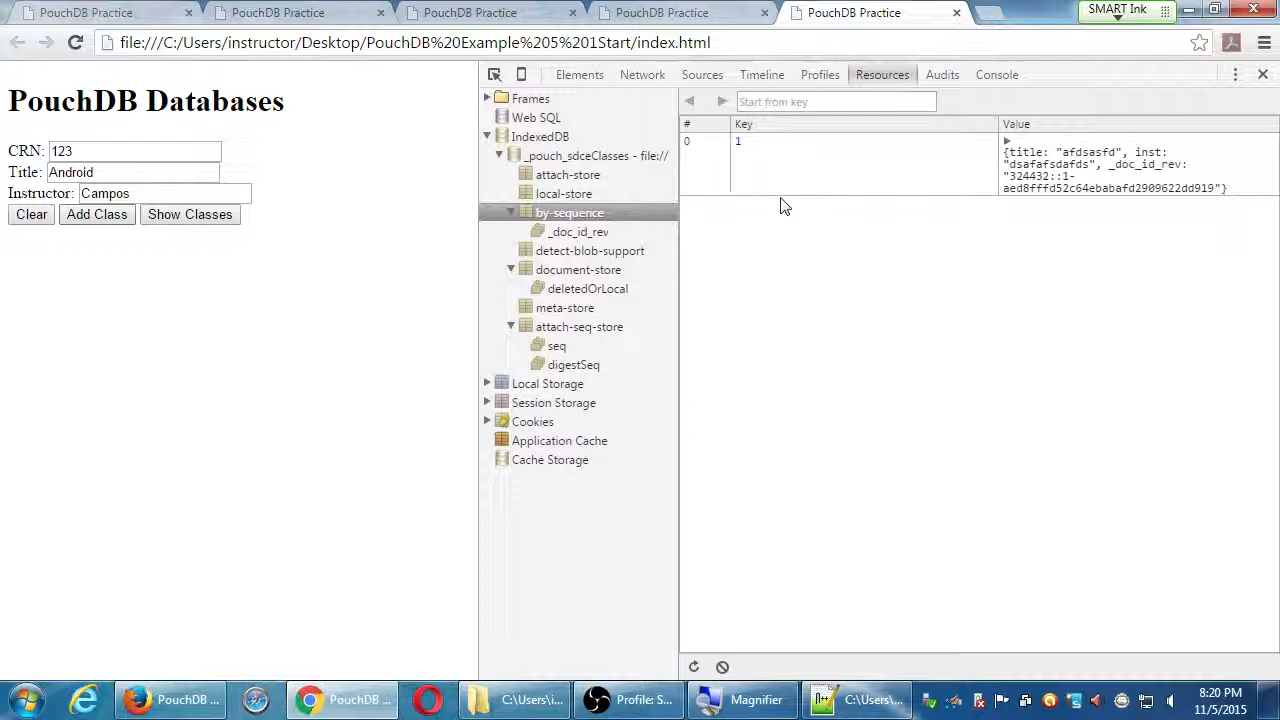 PouchDB Practice
PouchDB Practice
PouchDB Practice
PouchDB Practice
PouchDB Practice
SMART Ink
file:///C:/Users/instructor/Desktop/PouchDB%20Example%205%201Start/index.html
PouchDB Databases
CRN: 123
Title: Android
Instructor: Campos
Clear Add Class Show Classes
Elements Network Sources Timeline Profiles Resources Audits Console
Frames
Web SQL
IndexedDB
_pouch_sdceClasses - file://
attach-store
local-store
by-sequence
_doc_id_rev
detect-blob-support
document-store
deletedOrLocal
meta-store
attach-seq-store
seq
digestSeq
Local Storage
Session Storage
Cookies
Application Cache
Cache Storage
Start from key
# Key Value
0 1
{title: "afdsasfd", inst:
"dsafafsdafds", _doc_id_rev:
"324432::1-
aed8fffd52c64ebabafd2909622dd919"}
PouchDB ...
PouchDB ...
C:\Users\i...
Profile: S...
Magnifier
C:\Users\...
8:20 PM
11/5/2015